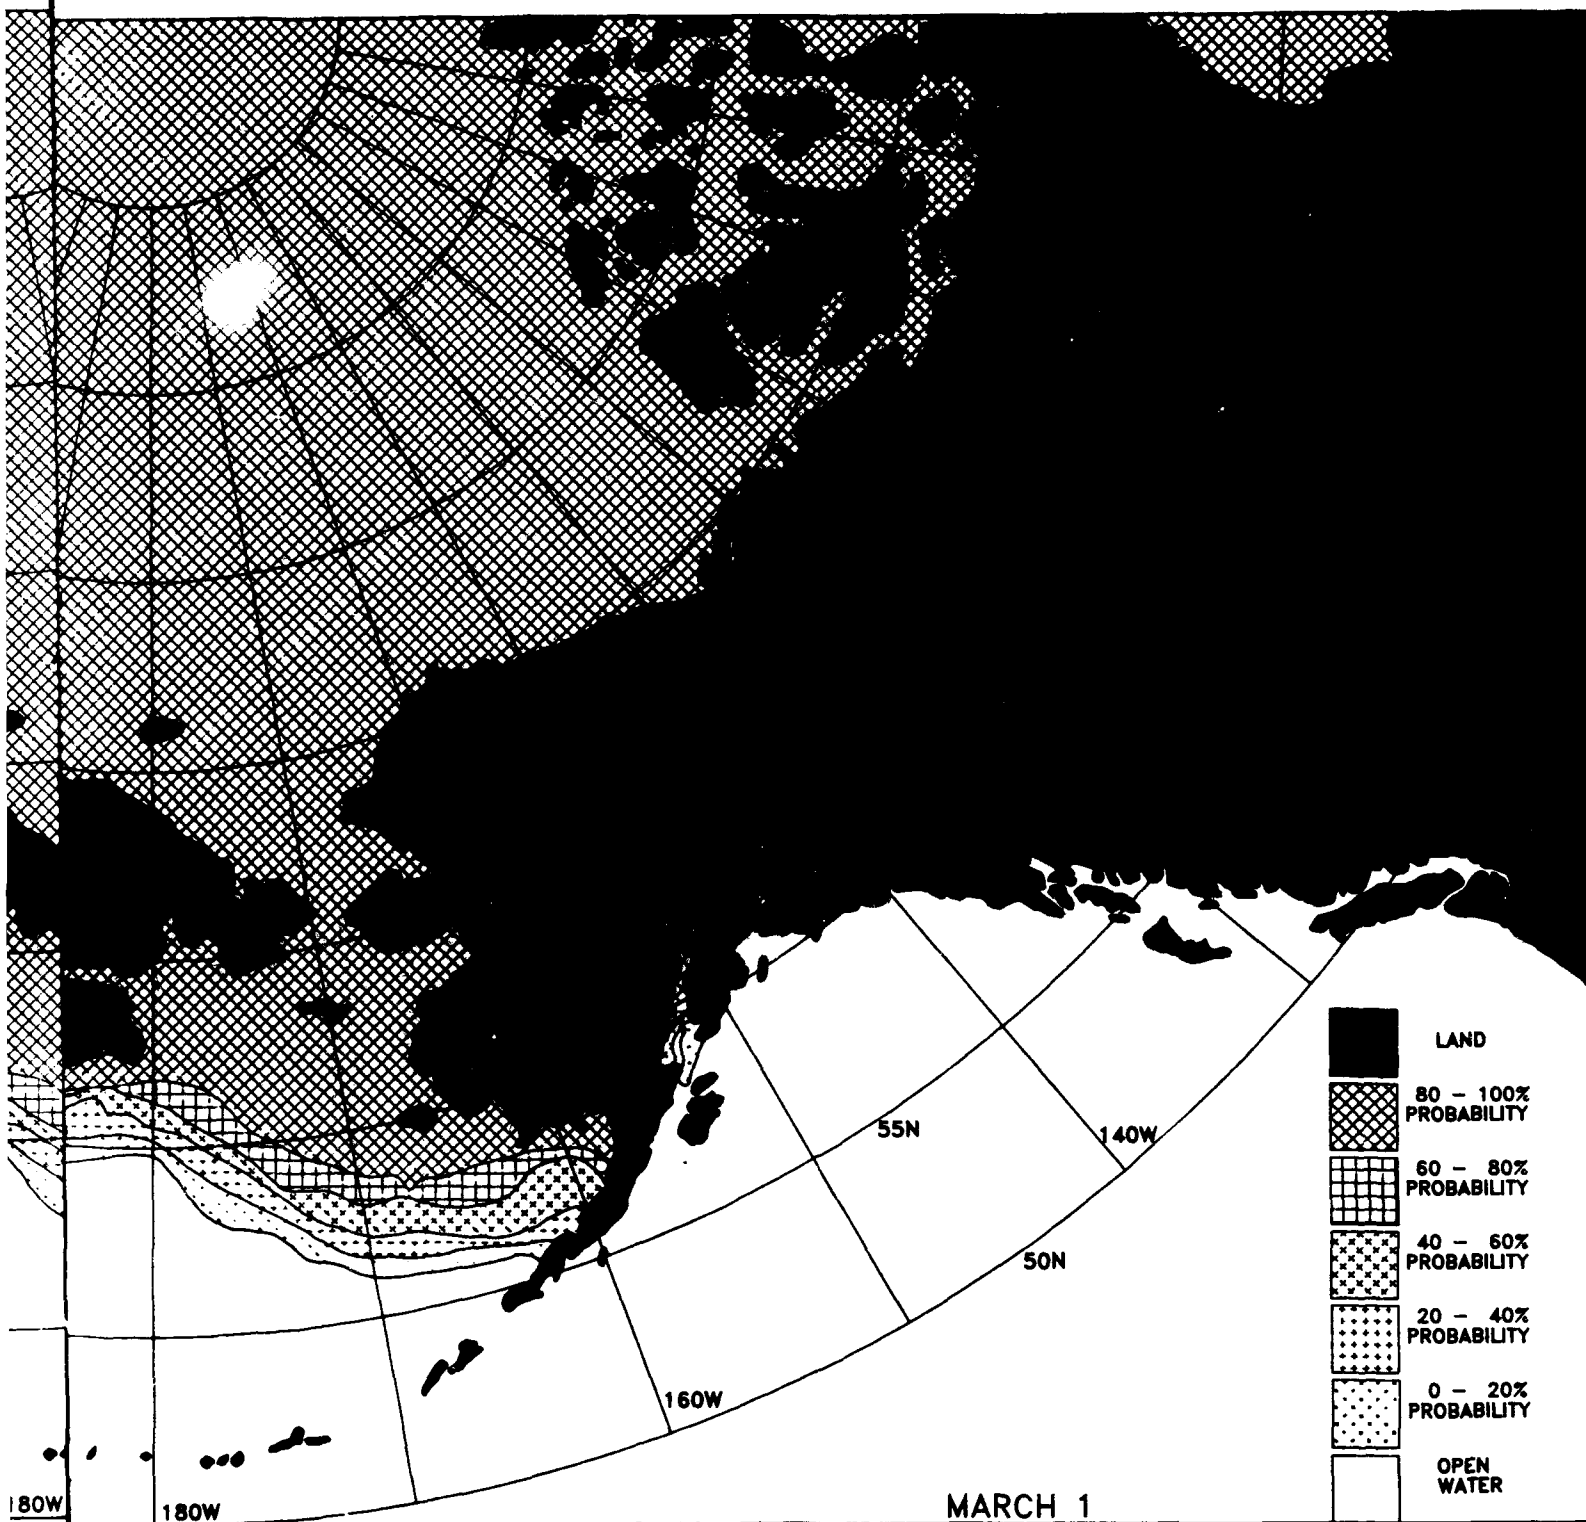 55N
140W
50N
160W
180W
180W
MARCH 1
LAND
80 - 100%
PROBABILITY
60 - 80%
PROBABILITY
40 - 60%
PROBABILITY
20 - 40%
PROBABILITY
0 - 20%
PROBABILITY
OPEN
WATER